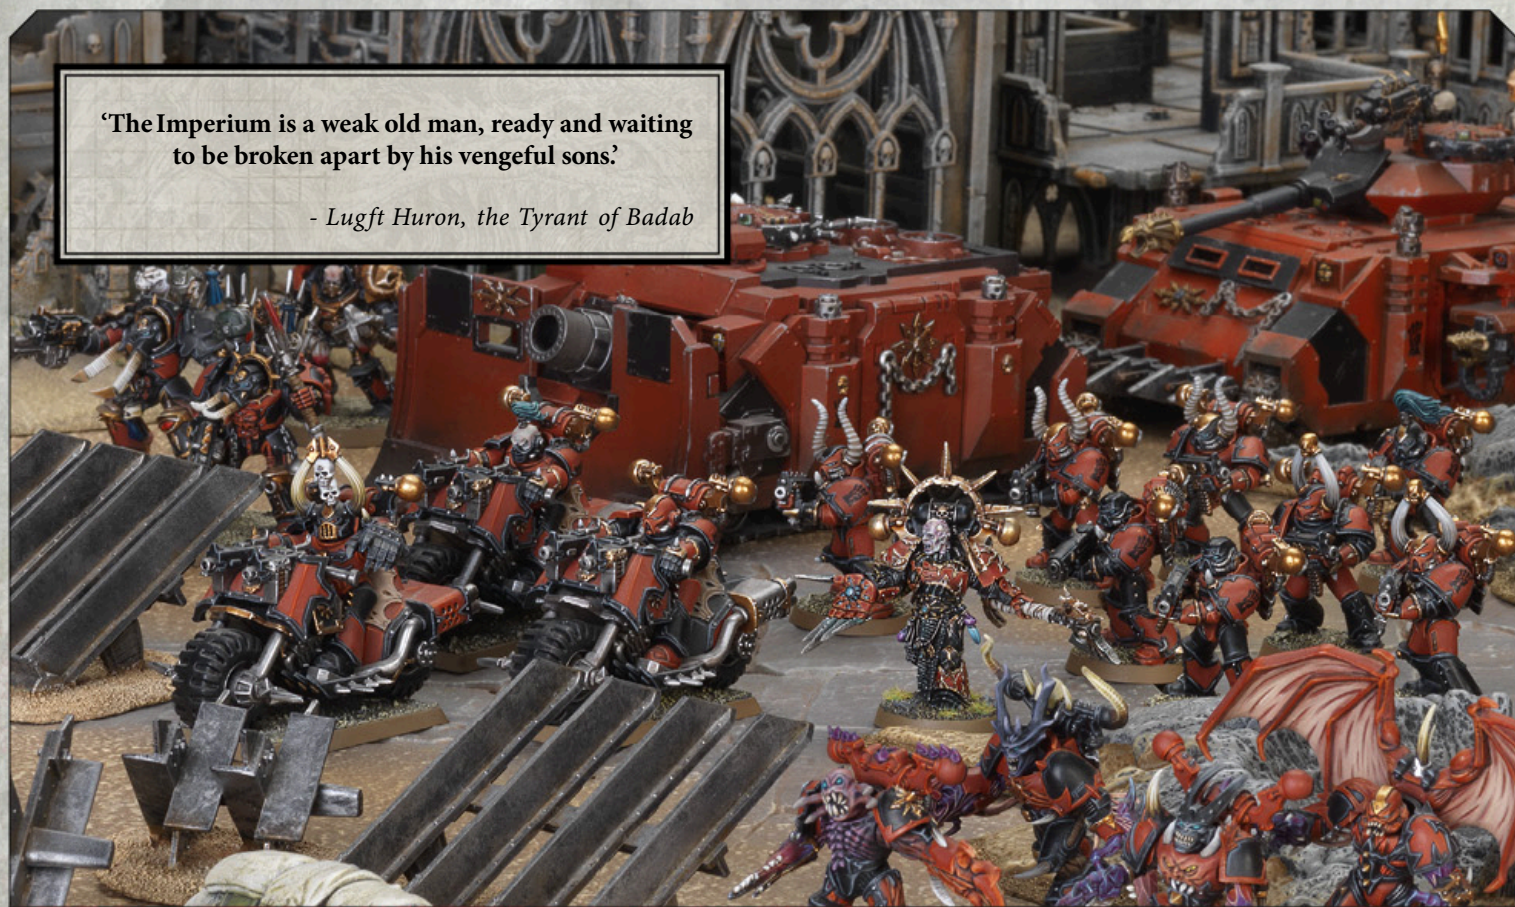 ‘The Imperium is a weak old man, ready and waiting
to be broken apart by his vengeful sons.’
- Lugft Huron, the Tyrant of Badab